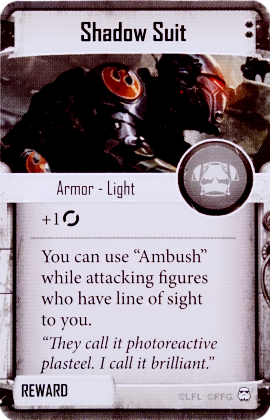 Shadow Suit
Armor - Light
+1
You can use “Ambush”
while attacking figures
who have line of sight
to you.
“They call it photoreactive
plasteel. I call it brilliant.”
©LFL ©FFG
REWARD